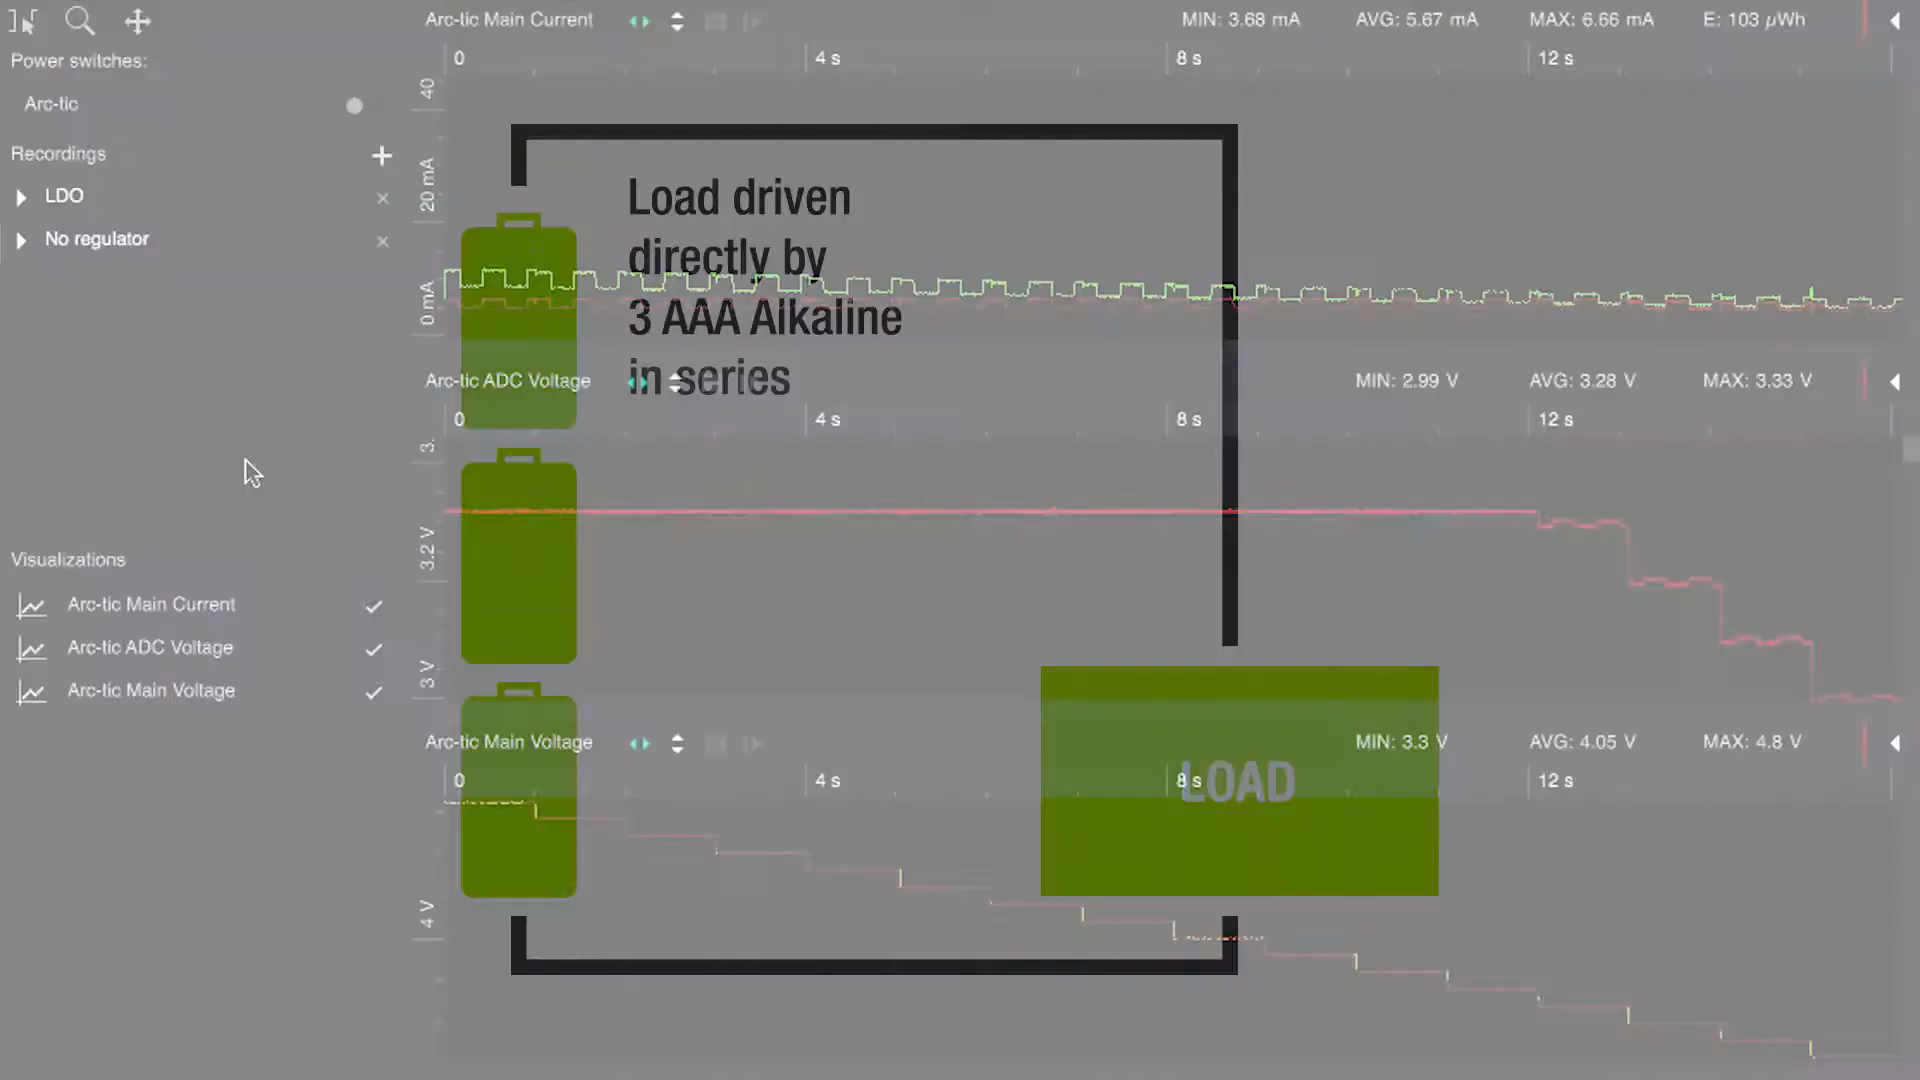 Arc-tic Main Current
MIN: 3.68 mA AVG: 5.67 mA MAX: 6.66 mA E: 103 µWh
Power switches:
0 4 s 8 s 12 s
Arc-tic
40
20 mA
0 mA
Recordings
LDO
No regulator
Load driven
directly by
3 AAA Alkaline
in series
Arc-tic ADC Voltage
MIN: 2.99 V AVG: 3.28 V MAX: 3.33 V
0 4 s 8 s 12 s
3.
3.2 V
3 V
Visualizations
Arc-tic Main Current
Arc-tic ADC Voltage
Arc-tic Main Voltage
Arc-tic Main Voltage
MIN: 3.3 V AVG: 4.05 V MAX: 4.8 V
0 4 s 8 s 12 s
LOAD
4 V